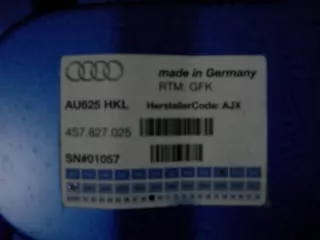 made in Germany
RTM: GFK
AU625 HKL
HerstellerCode: AJX
4S7.827.025
SN#01057